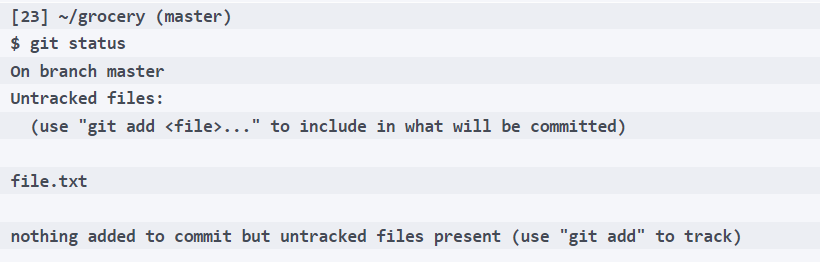 [23] ~/grocery (master)
$ git status
On branch master
Untracked files:
  (use "git add <file>..." to include in what will be committed)
file.txt
nothing added to commit but untracked files present (use "git add" to track)